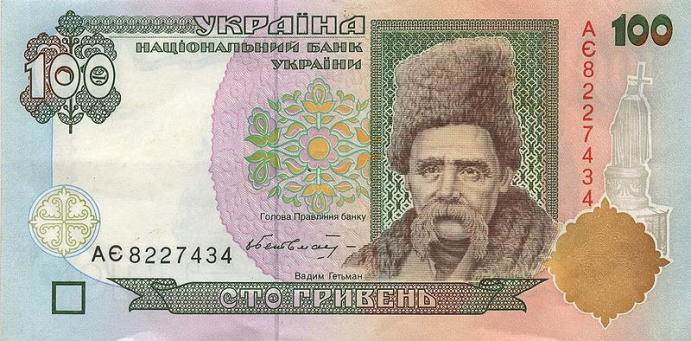 УКРАЇНА
НАЦІОНАЛЬНИЙ БАНК
УКРАЇНИ
100
100
АЄ8227434
Голова Правління банку
АЄ8227434
Вадим Гетьман
СТО ГРИВЕНЬ